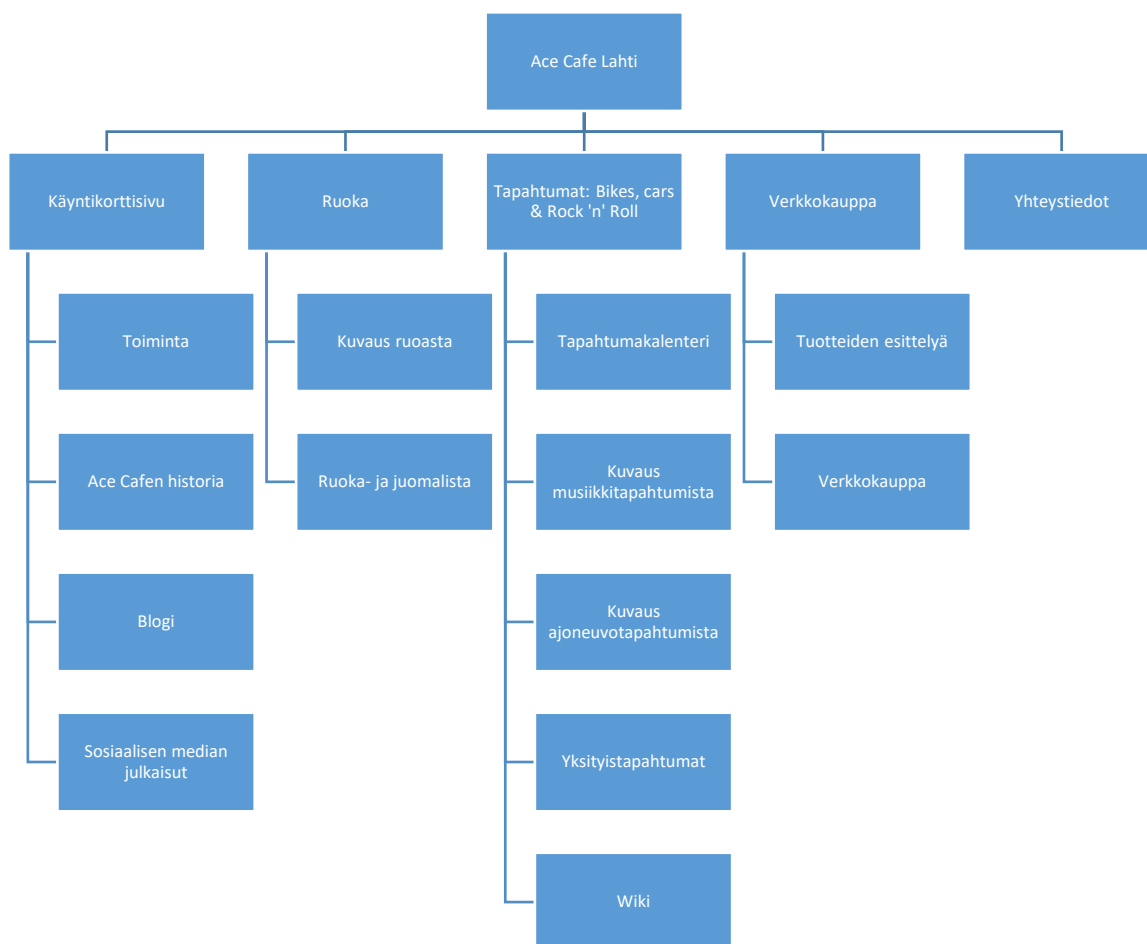 Ace Cafe Lahti
Käyntikorttisivu
Ruoka
Tapahtumat: Bikes, cars
& Rock 'n' Roll
Verkkokauppa
Yhteystiedot
Toiminta
Ace Cafen historia
Blogi
Sosiaalisen median
julkaisut
Kuvaus ruoasta
Ruoka- ja juomalista
Tapahtumakalenteri
Kuvaus
musiikkitapahtumista
Kuvaus
ajoneuvotapahtumista
Yksityistapahtumat
Wiki
Tuotteiden esittelyä
Verkkokauppa